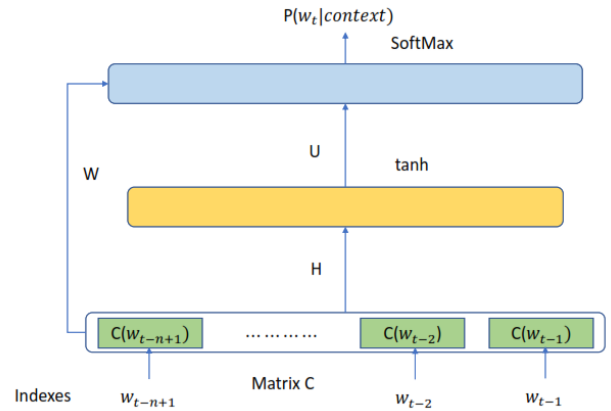 P(w_t|context)
SoftMax
U
W
tanh
H
C(w_{t-n+1}) ………… C(w_{t-2}) C(w_{t-1})
Matrix C
Indexes w_{t-n+1} w_{t-2} w_{t-1}